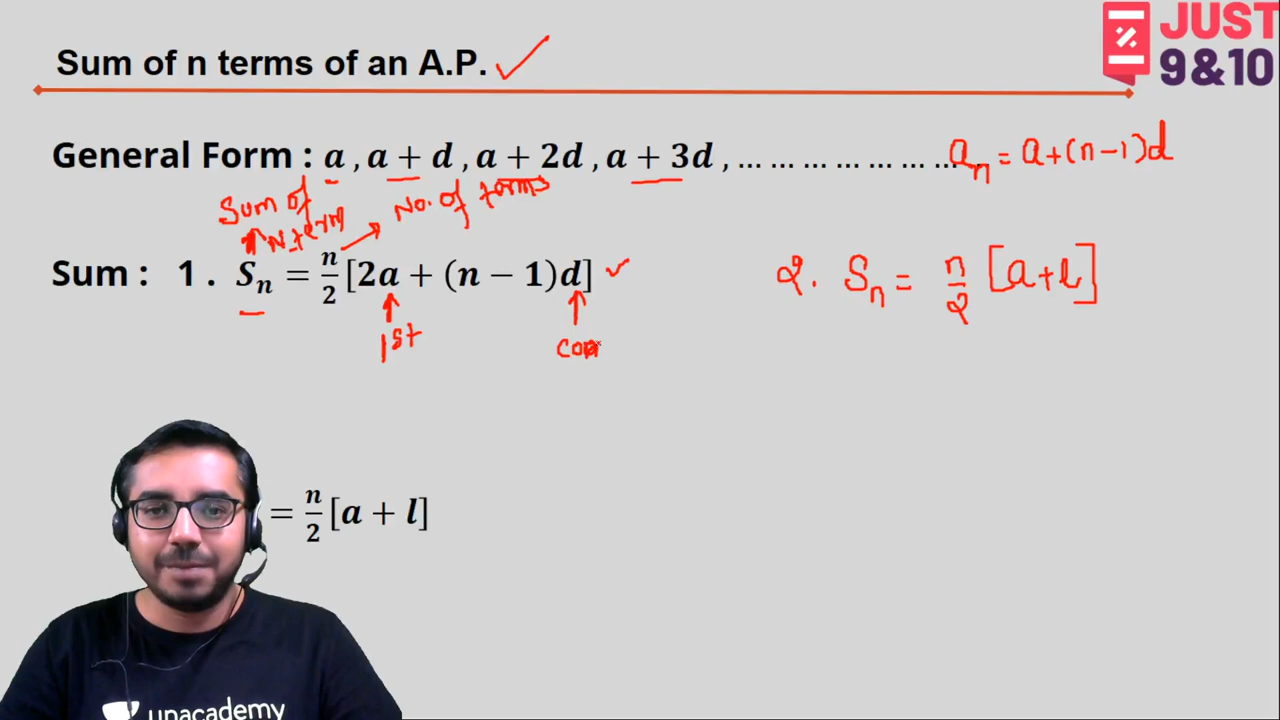 Sum of n terms of an A.P.
JUST
9&10
General Form : a , a + d , a + 2d , a + 3d , … … … … … … …
aₙ = a+(n-1)d
Sum of
N term
No. of terms
Sum : 1 . Sₙ = n/2 [2a + (n − 1)d]
2. Sₙ = n/2 [a+l]
1st
= n/2 [a + l]
unacademy